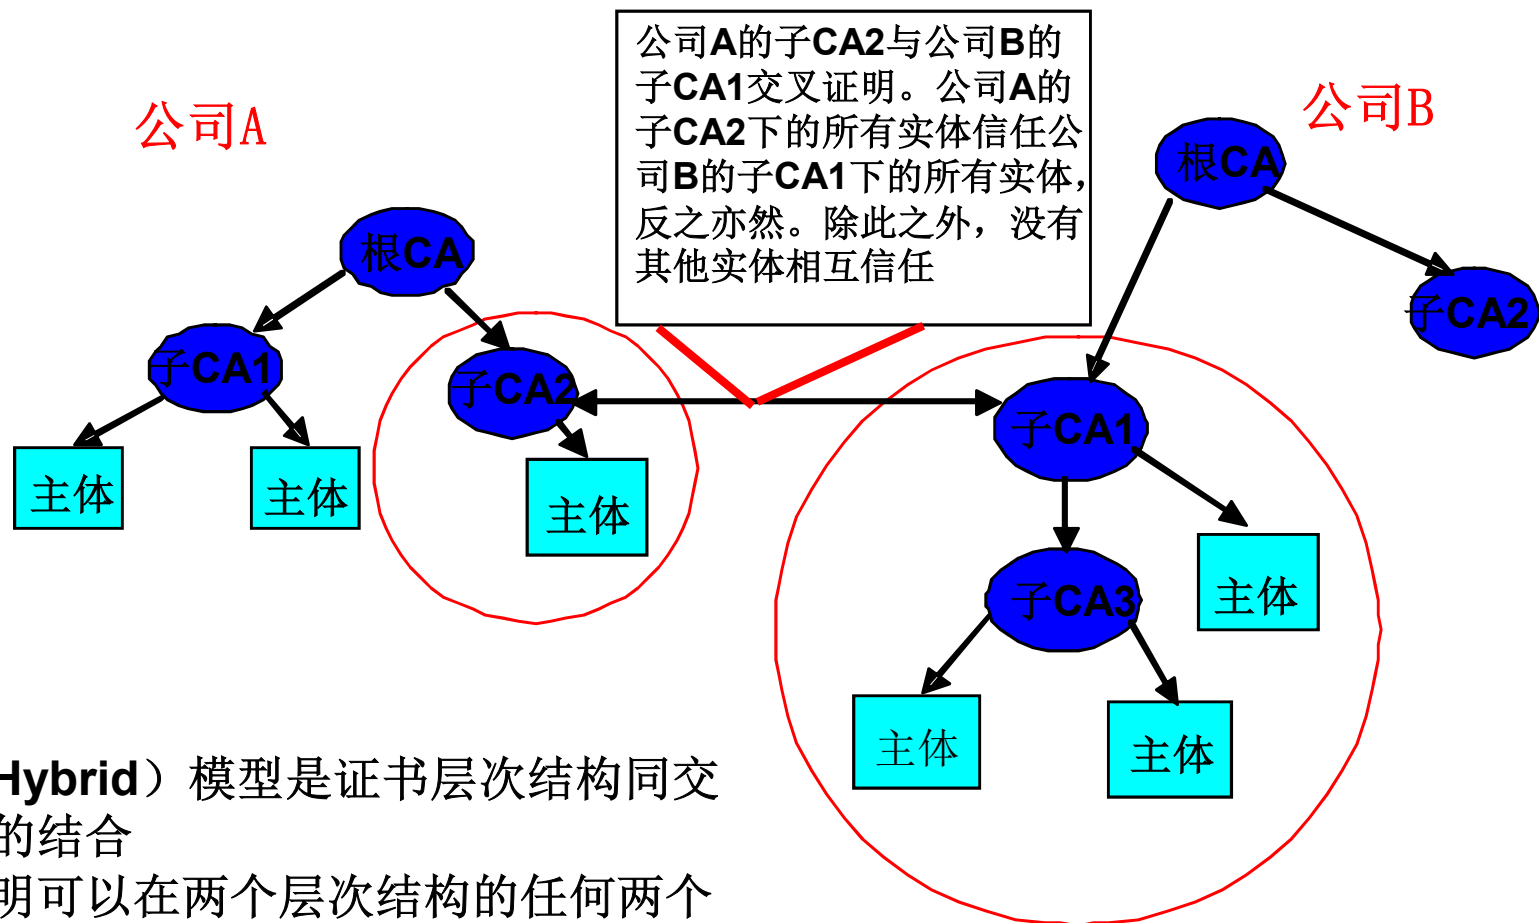 公司A的子CA2与公司B的
子CA1交叉证明。公司A的
子CA2下的所有实体信任公
司B的子CA1下的所有实体，
反之亦然。除此之外，没有
其他实体相互信任
公司A
公司B
根CA
根CA
子CA2
子CA1
子CA2
子CA1
主体
主体
主体
子CA3
主体
主体
主体
Hybrid）模型是证书层次结构同交
的结合
明可以在两个层次结构的任何两个